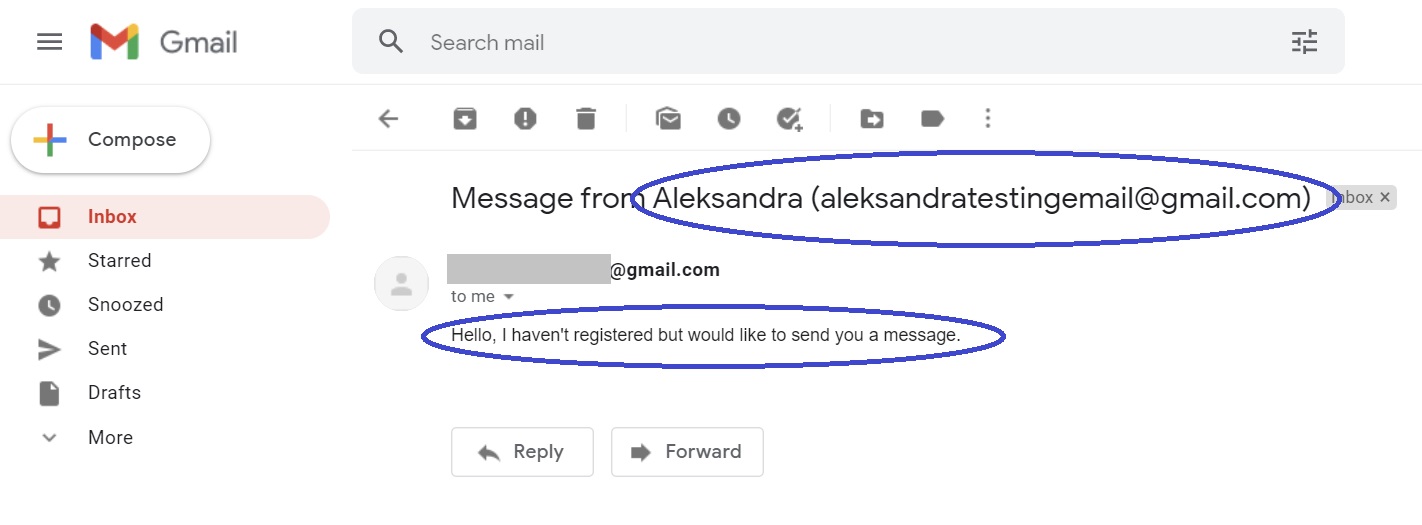 Gmail
Search mail
Compose
Message from Aleksandra (aleksandratestingemail@gmail.com) Inbox ×
Inbox
@gmail.com
Starred
to me
Snoozed
Hello, I haven't registered but would like to send you a message.
Sent
Drafts
More
Reply Forward